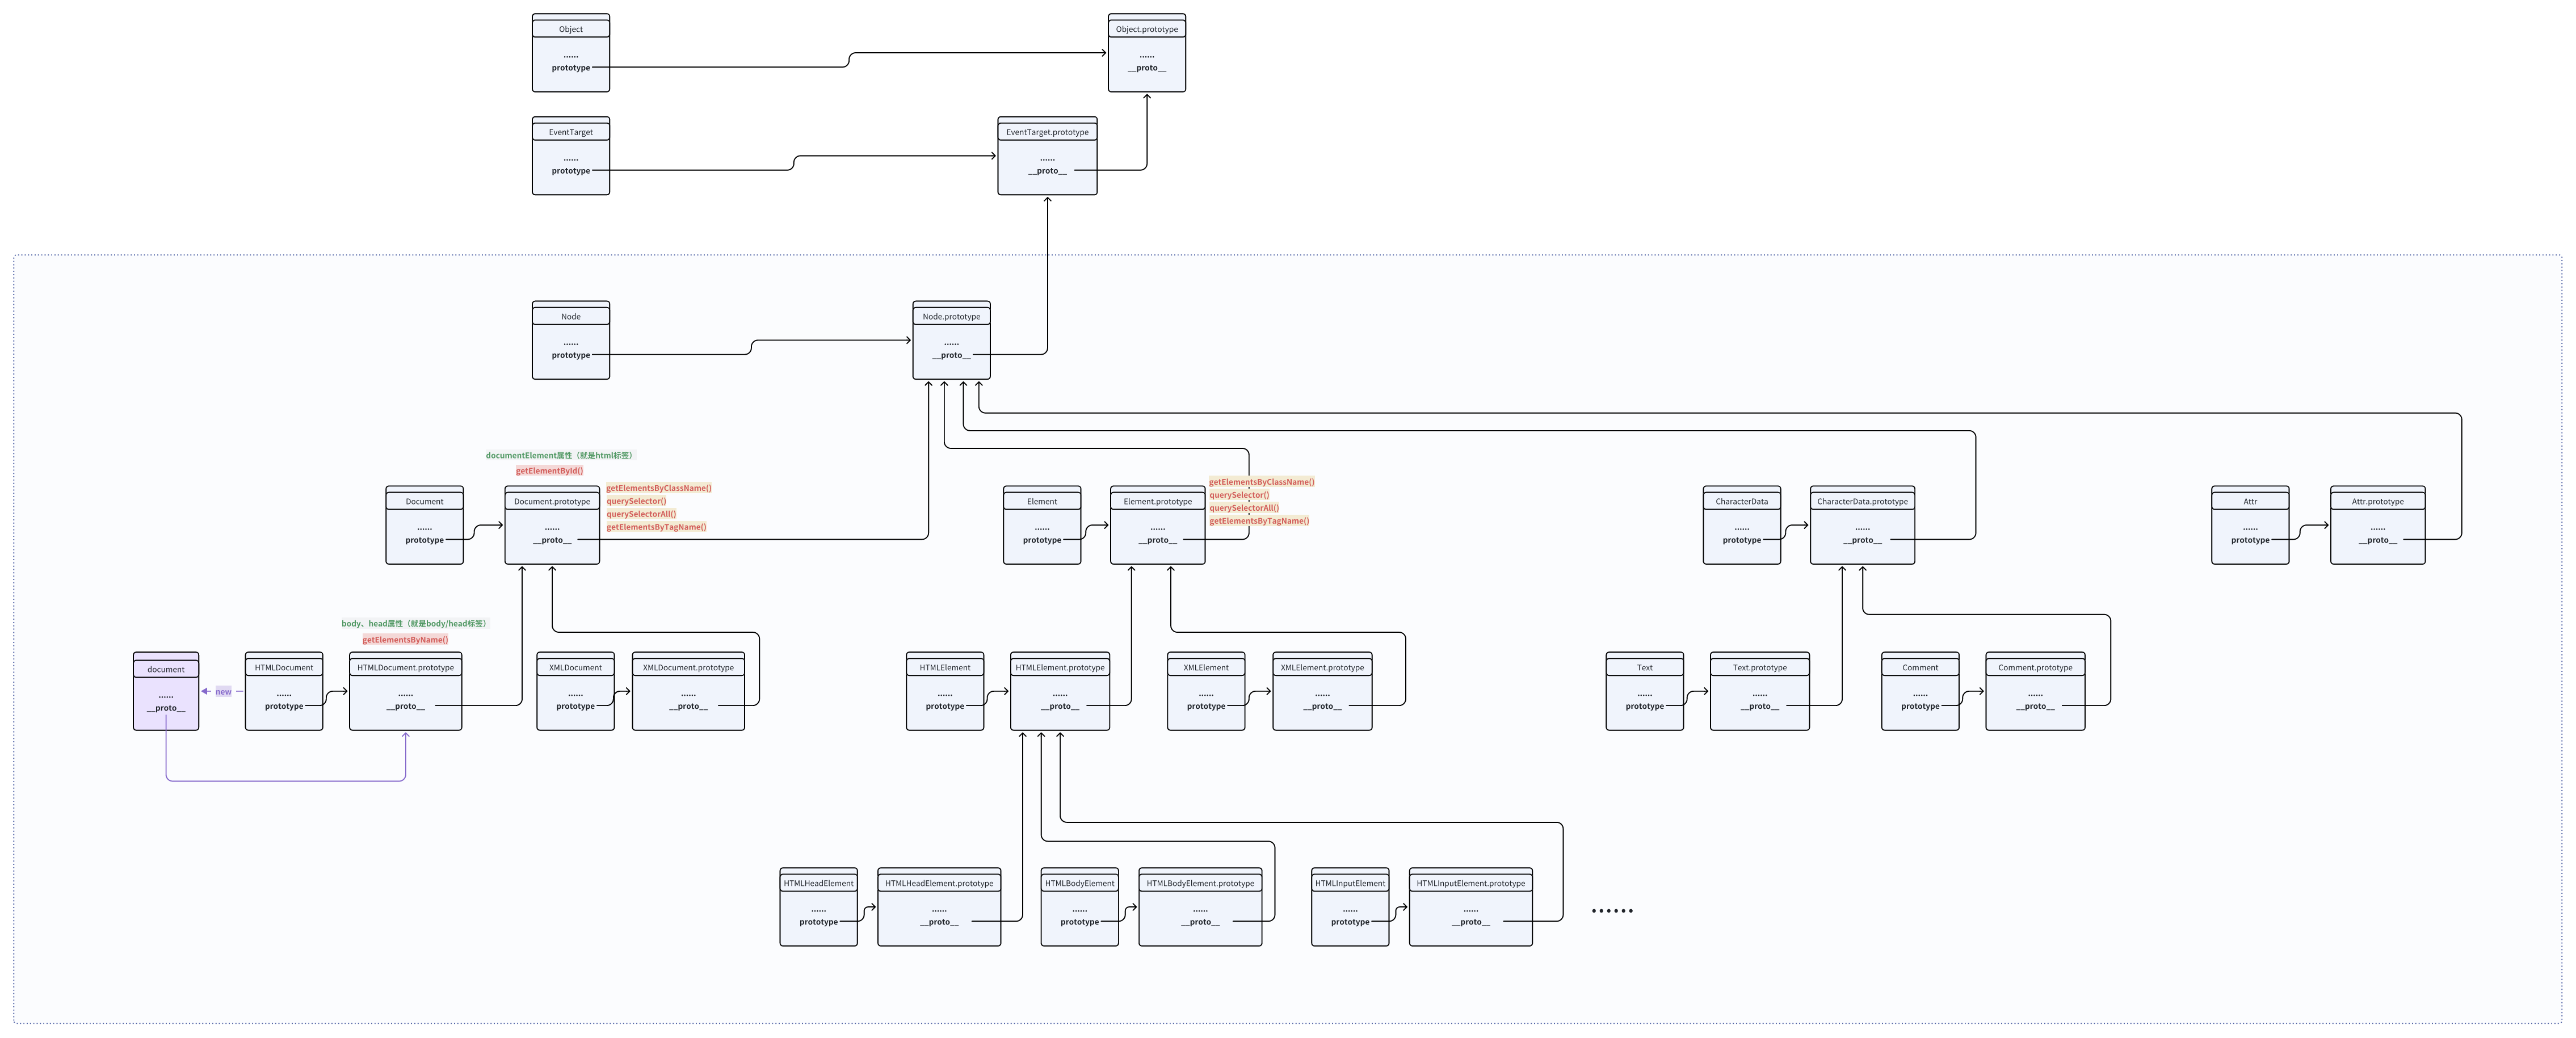 Object
......
prototype
Object.prototype
......
__proto__
EventTarget
......
prototype
EventTarget.prototype
......
__proto__
Node
......
prototype
Node.prototype
......
__proto__
documentElement属性（就是html标签）
getElementById()
Document
......
prototype
Document.prototype
......
__proto__
getElementsByClassName()
querySelector()
querySelectorAll()
getElementsByTagName()
Element
......
prototype
Element.prototype
......
__proto__
getElementsByClassName()
querySelector()
querySelectorAll()
getElementsByTagName()
CharacterData
......
prototype
CharacterData.prototype
......
__proto__
Attr
......
prototype
Attr.prototype
......
__proto__
body、head属性（就是body/head标签）
getElementsByName()
document
......
__proto__
new
HTMLDocument
......
prototype
HTMLDocument.prototype
......
__proto__
XMLDocument
......
prototype
XMLDocument.prototype
......
__proto__
HTMLElement
......
prototype
HTMLElement.prototype
......
__proto__
XMLElement
......
prototype
XMLElement.prototype
......
__proto__
Text
......
prototype
Text.prototype
......
__proto__
Comment
......
prototype
Comment.prototype
......
__proto__
HTMLHeadElement
......
prototype
HTMLHeadElement.prototype
......
__proto__
HTMLBodyElement
......
prototype
HTMLBodyElement.prototype
......
__proto__
HTMLInputElement
......
prototype
HTMLInputElement.prototype
......
__proto__
......